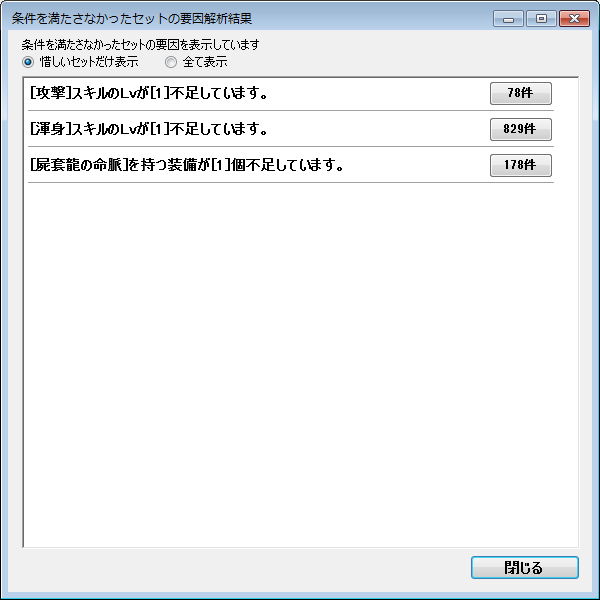 条件を満たさなかったセットの要因解析結果
条件を満たさなかったセットの要因を表示しています
惜しいセットだけ表示 全て表示
[攻撃]スキルのLvが[1]不足しています。 78件
[渾身]スキルのLvが[1]不足しています。 829件
[屍套龍の命脈]を持つ装備が[1]個不足しています。 178件
閉じる